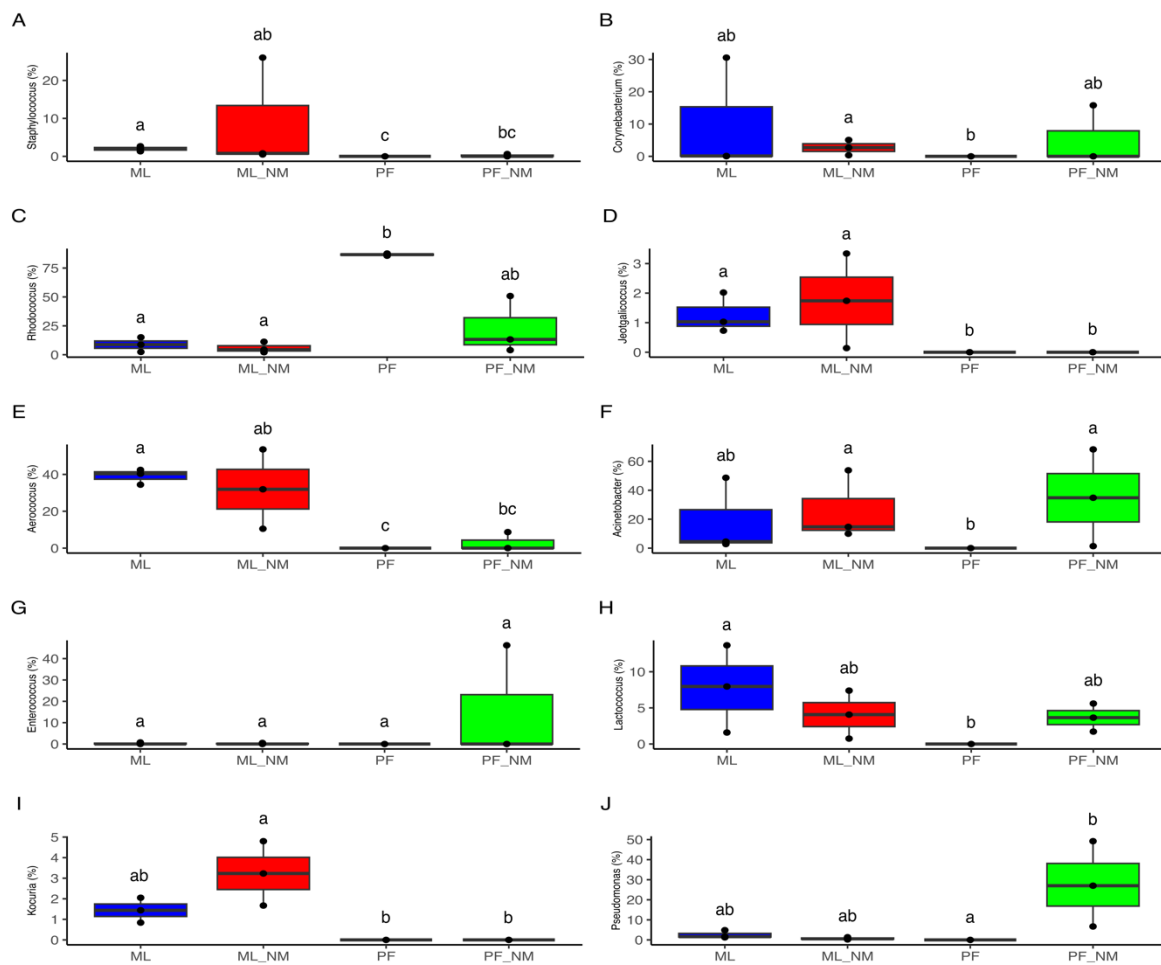 A
Staphylococcus (%)
20
10
0
a
ab
c
bc
ML
ML_NM
PF
PF_NM
B
Corynebacterium (%)
30
20
10
0
ab
a
b
ab
ML
ML_NM
PF
PF_NM
C
Rhodococcus (%)
75
50
25
0
a
a
b
ab
ML
ML_NM
PF
PF_NM
D
Jeotgalicoccus (%)
3
2
1
0
a
a
b
b
ML
ML_NM
PF
PF_NM
E
Aerococcus (%)
40
20
0
a
ab
c
bc
ML
ML_NM
PF
PF_NM
F
Acinetobacter (%)
60
40
20
0
ab
a
b
a
ML
ML_NM
PF
PF_NM
G
Enterococcus (%)
40
30
20
10
0
a
a
a
a
ML
ML_NM
PF
PF_NM
H
Lactococcus (%)
10
5
0
a
ab
b
ab
ML
ML_NM
PF
PF_NM
I
Kocuria (%)
5
4
3
2
1
0
ab
a
b
b
ML
ML_NM
PF
PF_NM
J
Pseudomonas (%)
50
40
30
20
10
0
ab
ab
a
b
ML
ML_NM
PF
PF_NM